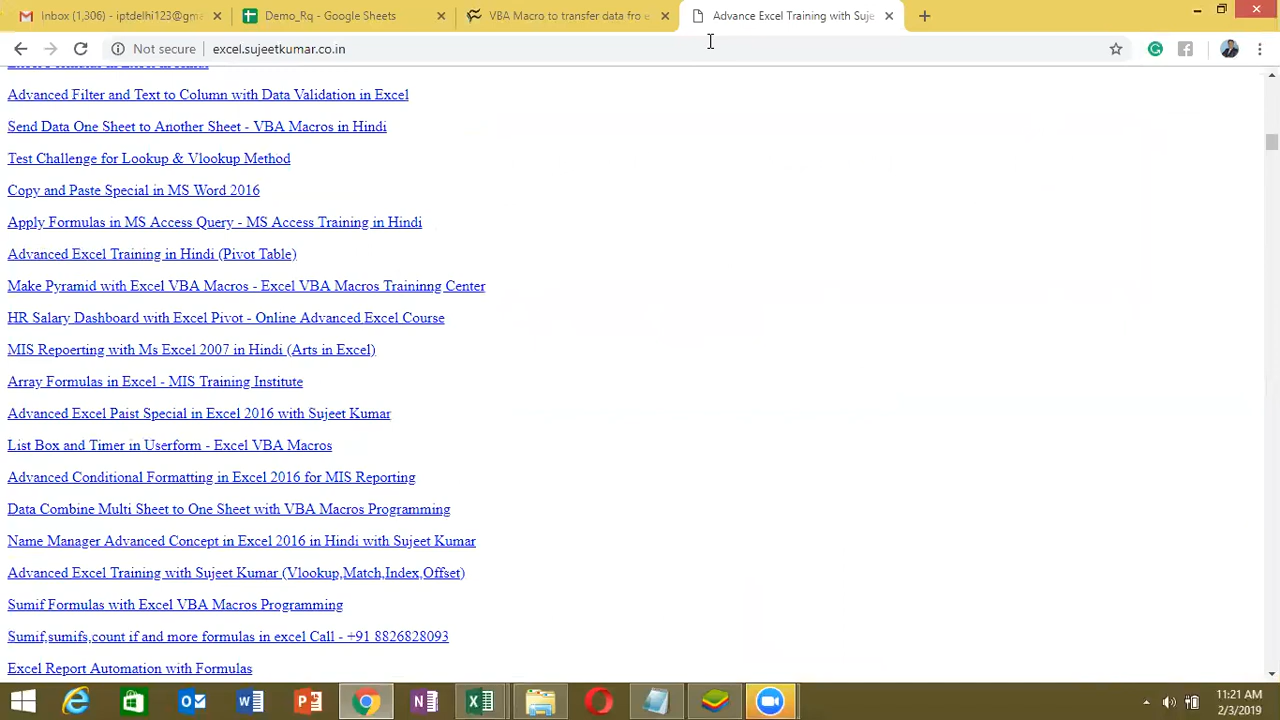 Inbox (1,306) - iptdelhi123@gm
Demo_Rq - Google Sheets
VBA Macro to transfer data fro e
Advance Excel Training with Suje
Not secure
excel.sujeetkumar.co.in
Advanced Filter and Text to Column with Data Validation in Excel
Send Data One Sheet to Another Sheet - VBA Macros in Hindi
Test Challenge for Lookup & Vlookup Method
Copy and Paste Special in MS Word 2016
Apply Formulas in MS Access Query - MS Access Training in Hindi
Advanced Excel Training in Hindi (Pivot Table)
Make Pyramid with Excel VBA Macros - Excel VBA Macros Traininng Center
HR Salary Dashboard with Excel Pivot - Online Advanced Excel Course
MIS Repoerting with Ms Excel 2007 in Hindi (Arts in Excel)
Array Formulas in Excel - MIS Training Institute
Advanced Excel Paist Special in Excel 2016 with Sujeet Kumar
List Box and Timer in Userform - Excel VBA Macros
Advanced Conditional Formatting in Excel 2016 for MIS Reporting
Data Combine Multi Sheet to One Sheet with VBA Macros Programming
Name Manager Advanced Concept in Excel 2016 in Hindi with Sujeet Kumar
Advanced Excel Training with Sujeet Kumar (Vlookup,Match,Index,Offset)
Sumif Formulas with Excel VBA Macros Programming
Sumif,sumifs,count if and more formulas in excel Call - +91 8826828093
Excel Report Automation with Formulas
11:21 AM
2/3/2019